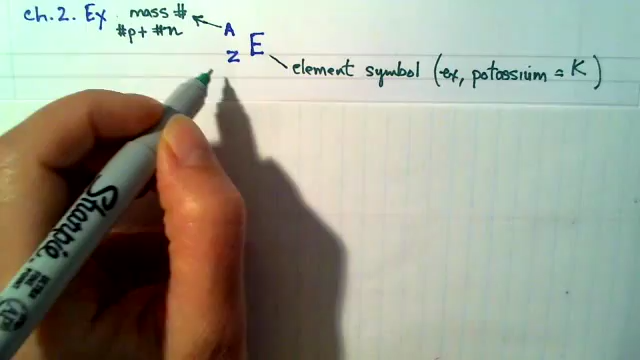 ch. 2. Ex. mass #
#p+ #n
A
Z E
element symbol (ex, potassium = K)
Sharpie